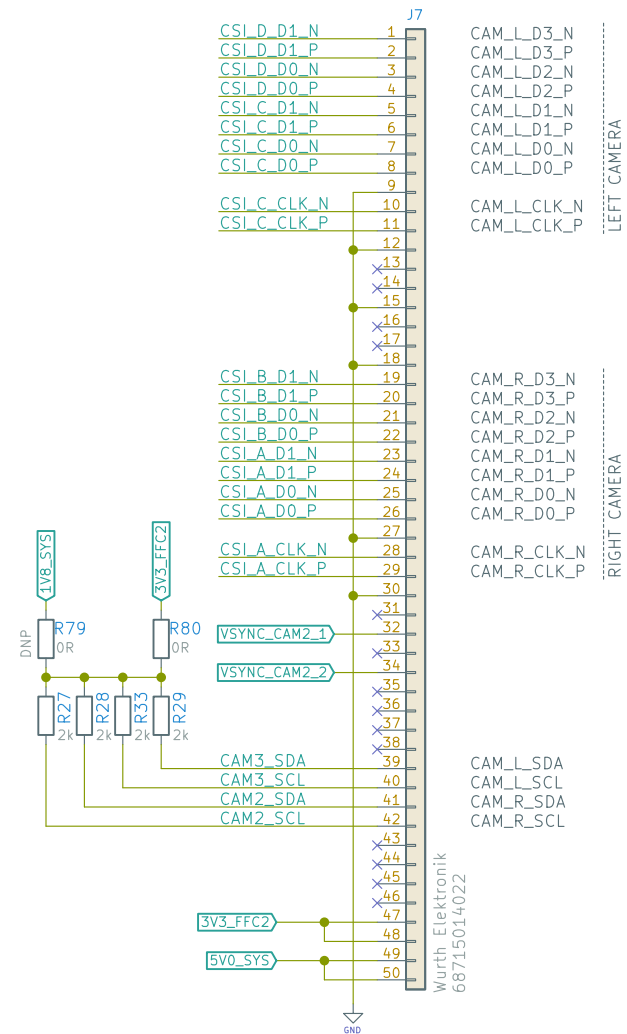 J7
CSI_D_D1_N 1 CAM_L_D3_N
CSI_D_D1_P 2 CAM_L_D3_P
CSI_D_D0_N 3 CAM_L_D2_N
CSI_D_D0_P 4 CAM_L_D2_P
CSI_C_D1_N 5 CAM_L_D1_N
CSI_C_D1_P 6 CAM_L_D1_P
CSI_C_D0_N 7 CAM_L_D0_N
CSI_C_D0_P 8 CAM_L_D0_P
9
CSI_C_CLK_N 10 CAM_L_CLK_N
CSI_C_CLK_P 11 CAM_L_CLK_P
LEFT CAMERA
12
13
14
15
16
17
18
CSI_B_D1_N 19 CAM_R_D3_N
CSI_B_D1_P 20 CAM_R_D3_P
CSI_B_D0_N 21 CAM_R_D2_N
CSI_B_D0_P 22 CAM_R_D2_P
CSI_A_D1_N 23 CAM_R_D1_N
CSI_A_D1_P 24 CAM_R_D1_P
CSI_A_D0_N 25 CAM_R_D0_N
CSI_A_D0_P 26 CAM_R_D0_P
27
CSI_A_CLK_N 28 CAM_R_CLK_N
CSI_A_CLK_P 29 CAM_R_CLK_P
RIGHT CAMERA
30
31
VSYNC_CAM2_1 32
33
VSYNC_CAM2_2 34
35
36
37
38
1V8_SYS
3V3_FFC2
DNP
R79
0R
R80
0R
R27
2k
R28
2k
R33
2k
R29
2k
CAM3_SDA 39 CAM_L_SDA
CAM3_SCL 40 CAM_L_SCL
CAM2_SDA 41 CAM_R_SDA
CAM2_SCL 42 CAM_R_SCL
43
44
45
46
3V3_FFC2 47
48
5V0_SYS 49
50
Wurth Elektronik
68715014022
GND